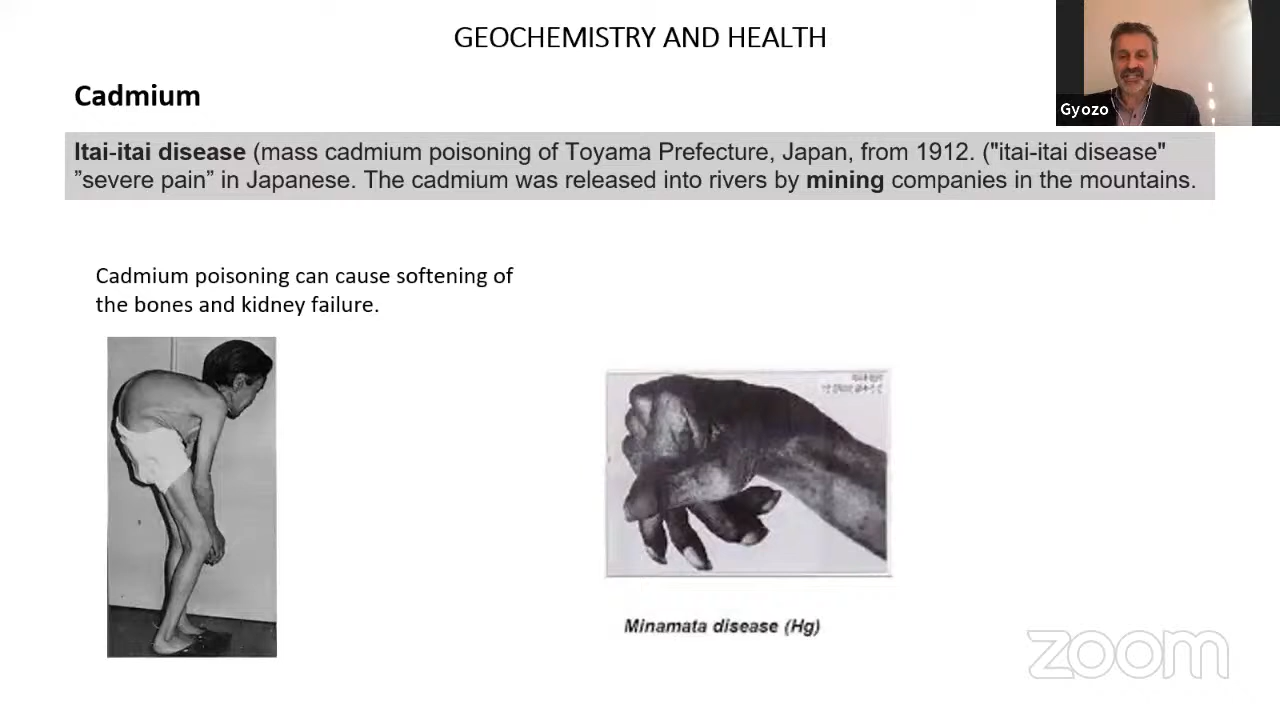 GEOCHEMISTRY AND HEALTH
Gyozo
Cadmium
Itai-itai disease (mass cadmium poisoning of Toyama Prefecture, Japan, from 1912. ("itai-itai disease"
”severe pain” in Japanese. The cadmium was released into rivers by mining companies in the mountains.
Cadmium poisoning can cause softening of
the bones and kidney failure.
Minamata disease (Hg)
zoom